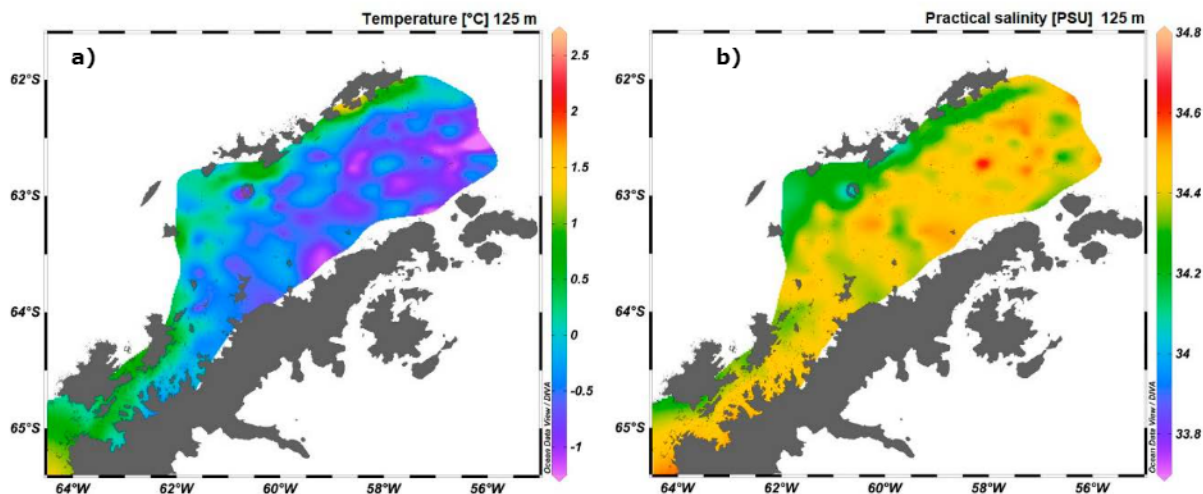 Temperature [°C] 125 m
a)
62°S
63°S
64°S
65°S
64°W
62°W
60°W
58°W
56°W
2.5
2
1.5
1
0.5
0
-0.5
-1
Ocean Data View / DIVA
Practical salinity [PSU] 125 m
b)
62°S
63°S
64°S
65°S
64°W
62°W
60°W
58°W
56°W
34.8
34.6
34.4
34.2
34
33.8
Ocean Data View / DIVA